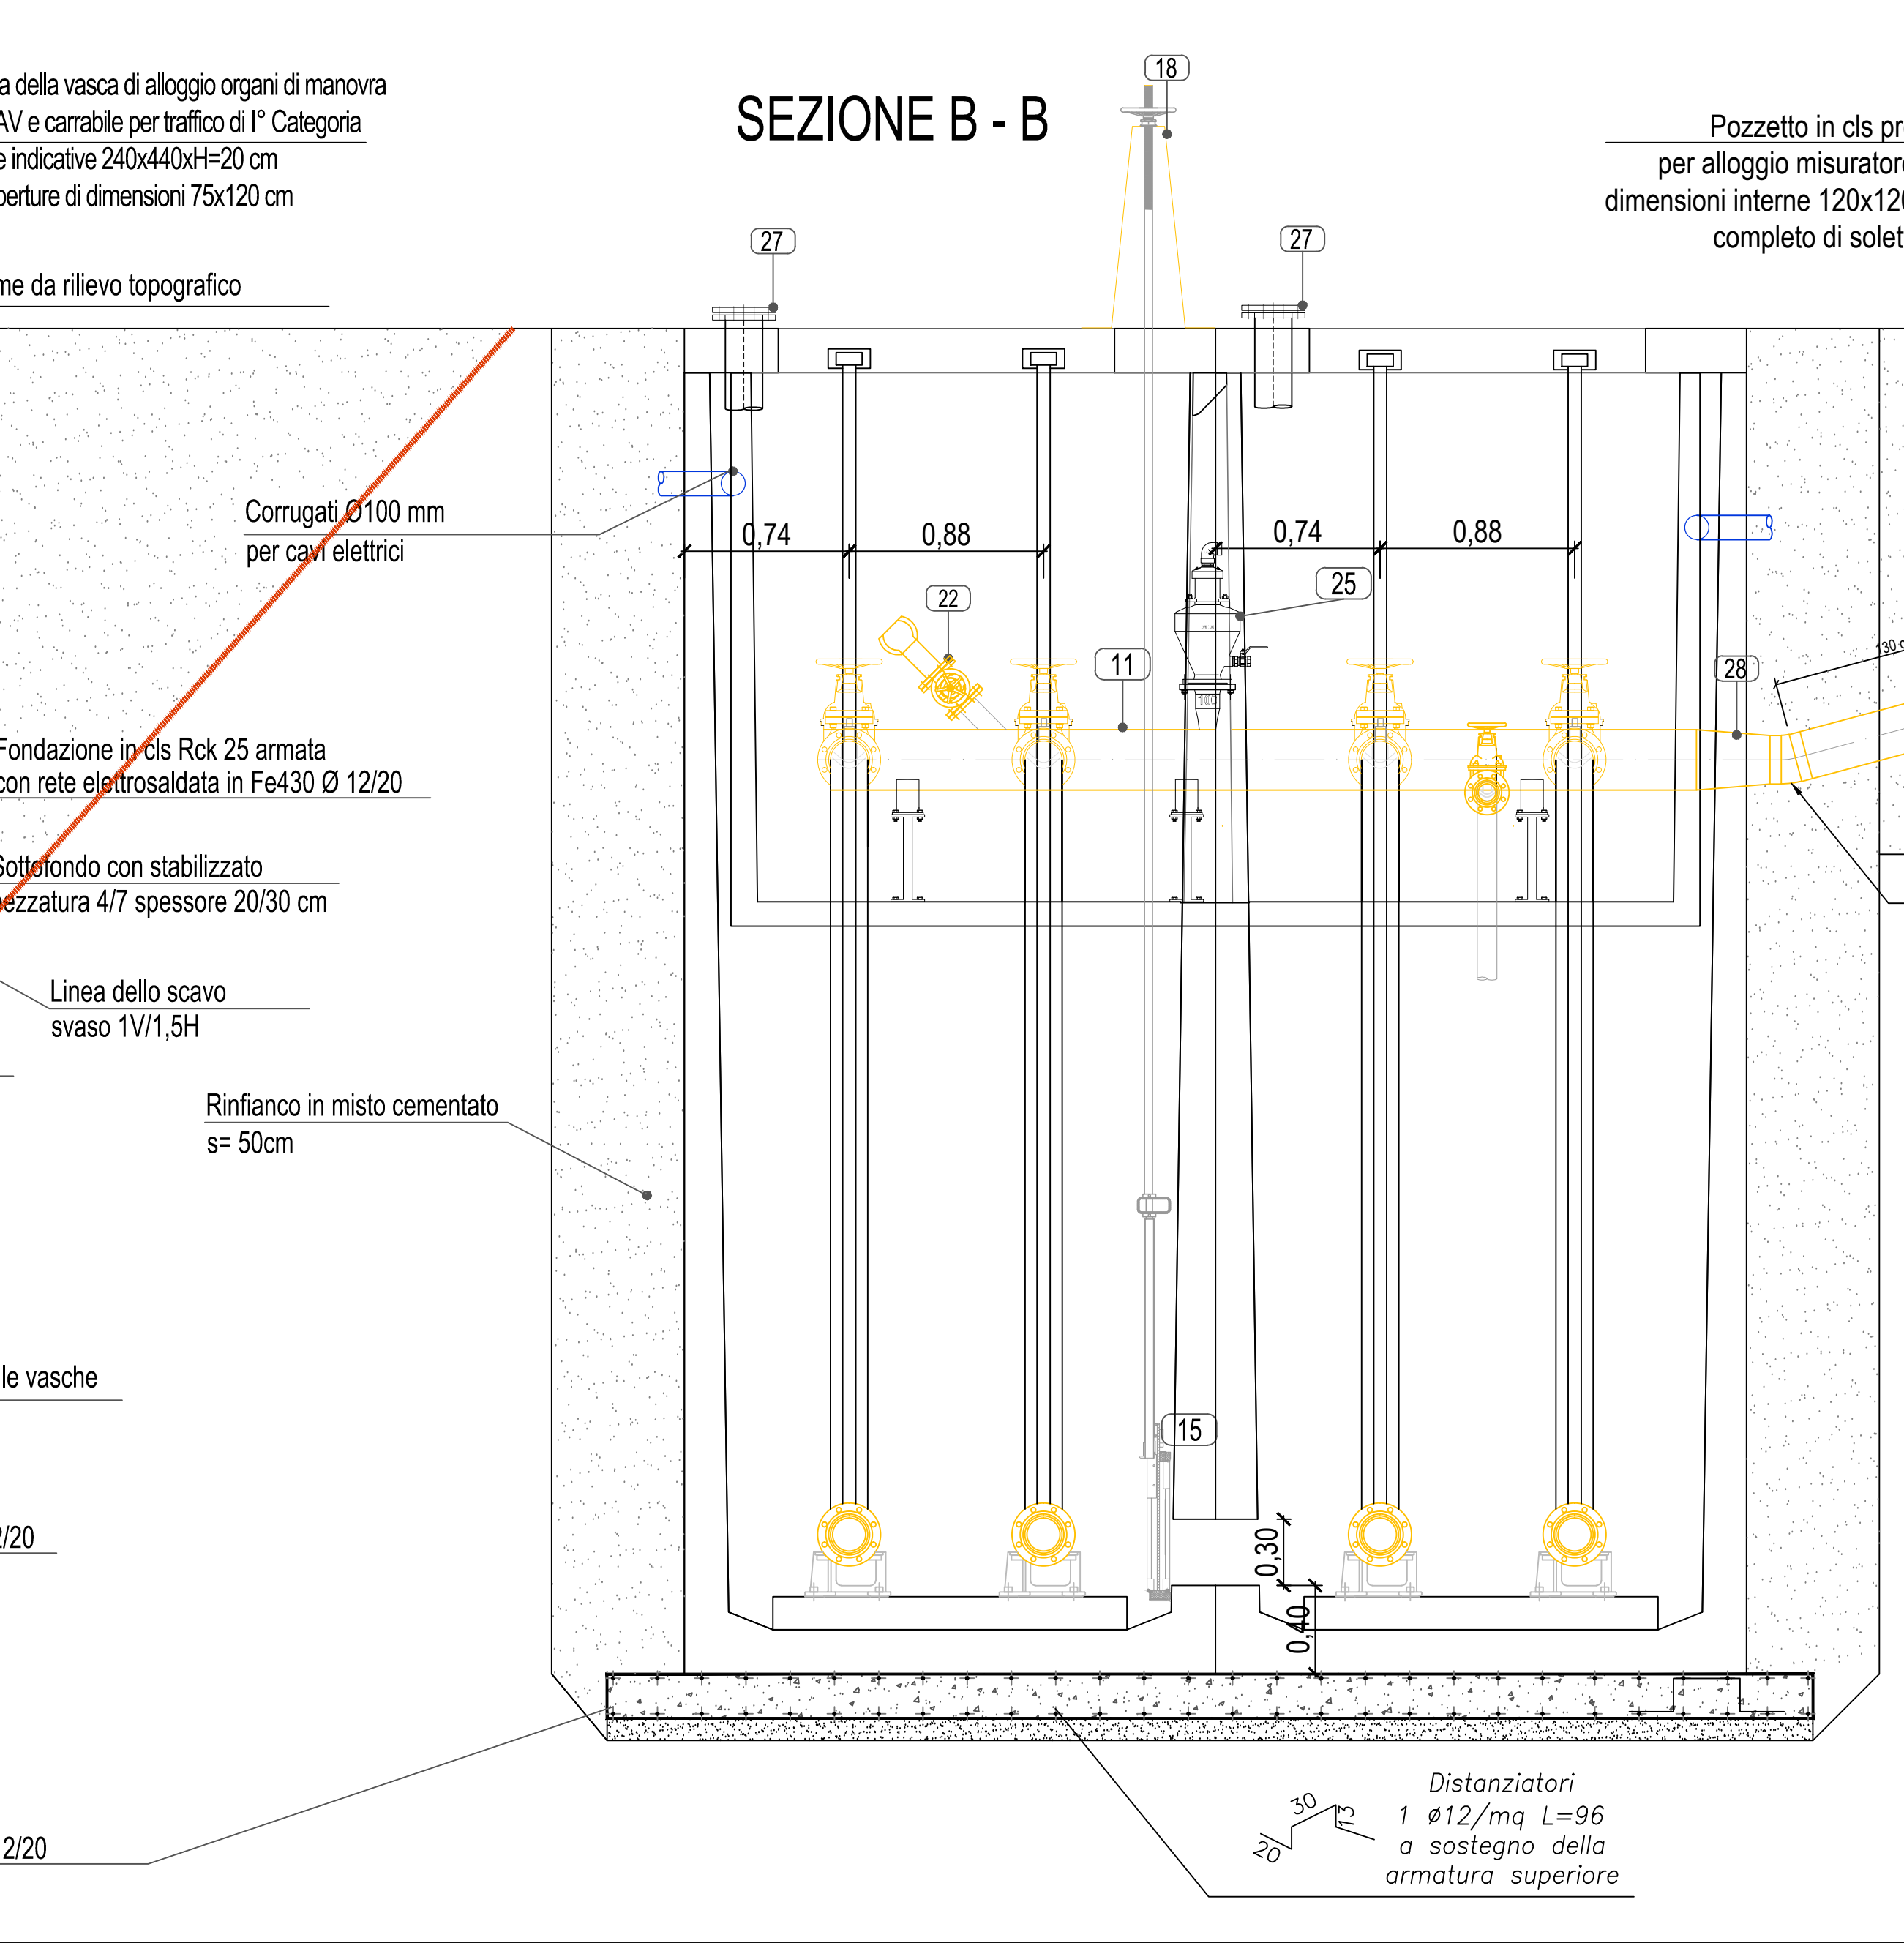 a della vasca di alloggio organi di manovra
AV e carrabile per traffico di I° Categoria
e indicative 240x440xH=20 cm
perture di dimensioni 75x120 cm
me da rilievo topografico
SEZIONE B - B
18
27
27
Pozzetto in cls pr
per alloggio misuratore
dimensioni interne 120x120
completo di solet
Corrugati Ø100 mm
per cavi elettrici
0,74
0,88
0,74
0,88
22
25
11
28
130 c
100
Fondazione in cls Rck 25 armata
con rete elettrosaldata in Fe430 Ø 12/20
Sottofondo con stabilizzato
pezzatura 4/7 spessore 20/30 cm
Linea dello scavo
svaso 1V/1,5H
Rinfianco in misto cementato
s= 50cm
le vasche
15
2/20
0,30
0,40
2/20
Distanziatori
1 ø12/mq L=96
a sostegno della
armatura superiore
30
13
20